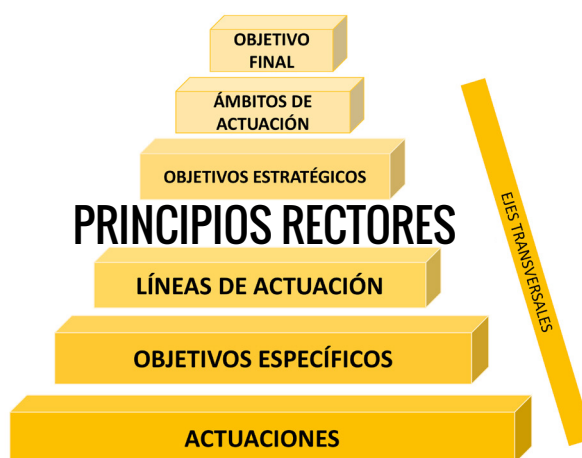 OBJETIVO
FINAL
ÁMBITOS DE
ACTUACIÓN
OBJETIVOS ESTRATÉGICOS
PRINCIPIOS RECTORES
LÍNEAS DE ACTUACIÓN
OBJETIVOS ESPECÍFICOS
ACTUACIONES
EJES TRANSVERSALES